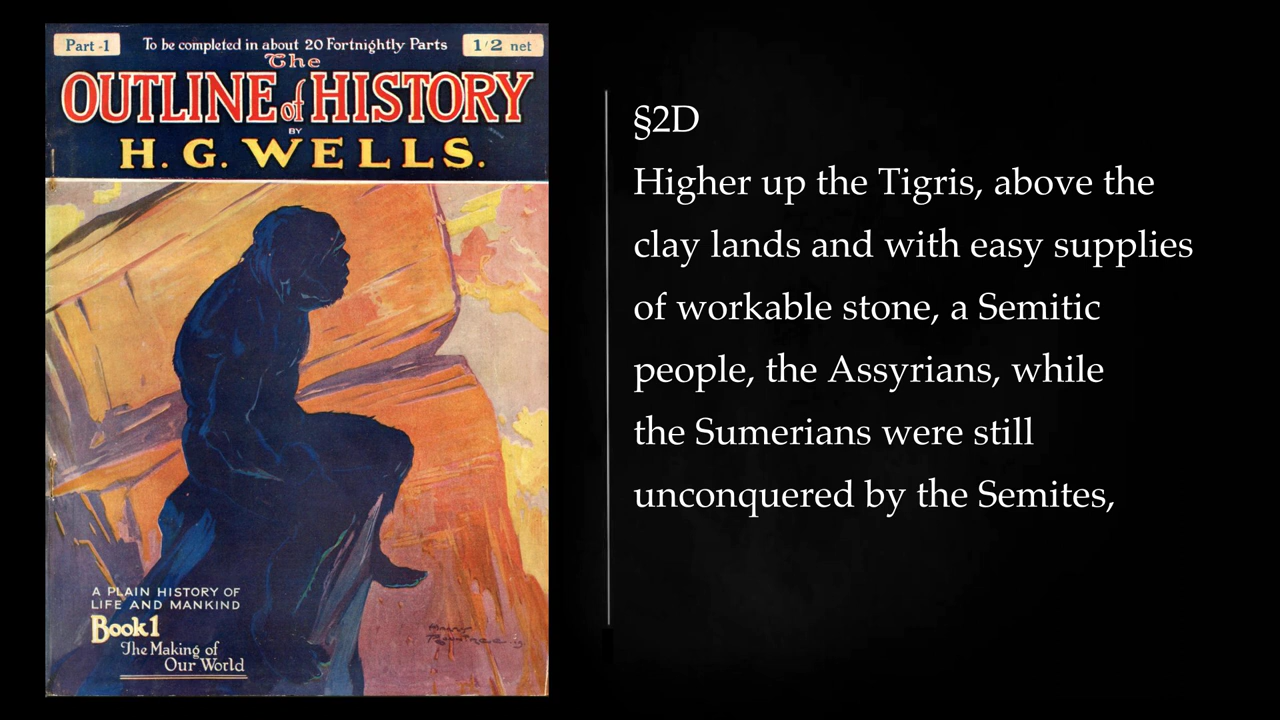 Part -1
To be completed in about 20 Fortnightly Parts
1/2 net
The
OUTLINE of HISTORY
BY
H. G. WELLS.
A PLAIN HISTORY OF
LIFE AND MANKIND
Book 1
The Making of
Our World
§2D
Higher up the Tigris, above the
clay lands and with easy supplies
of workable stone, a Semitic
people, the Assyrians, while
the Sumerians were still
unconquered by the Semites,